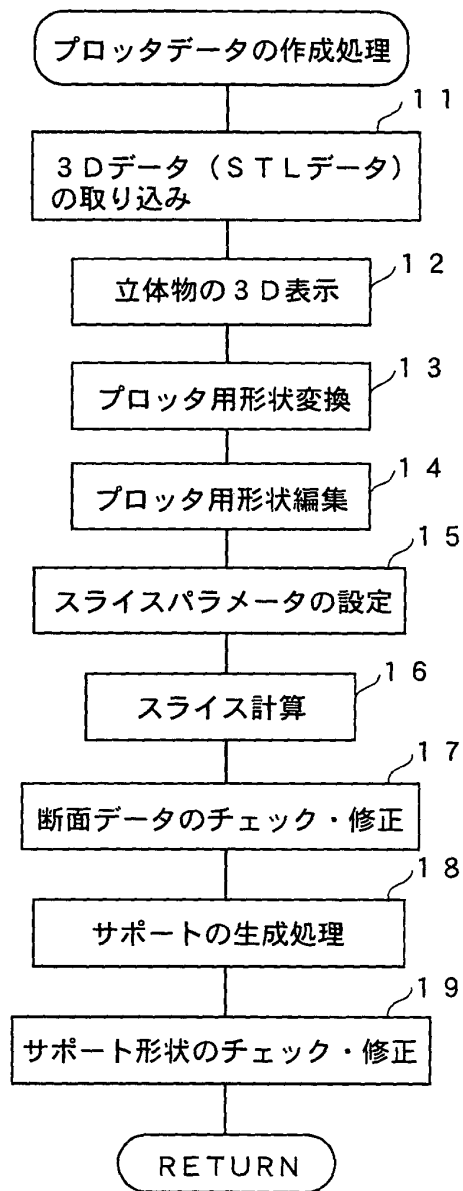 プロッタデータの作成処理
１１
３Ｄデータ（ＳＴＬデータ）
の取り込み
１２
立体物の３Ｄ表示
１３
プロッタ用形状変換
１４
プロッタ用形状編集
１５
スライスパラメータの設定
１６
スライス計算
１７
断面データのチェック・修正
１８
サポートの生成処理
１９
サポート形状のチェック・修正
ＲＥＴＵＲＮ